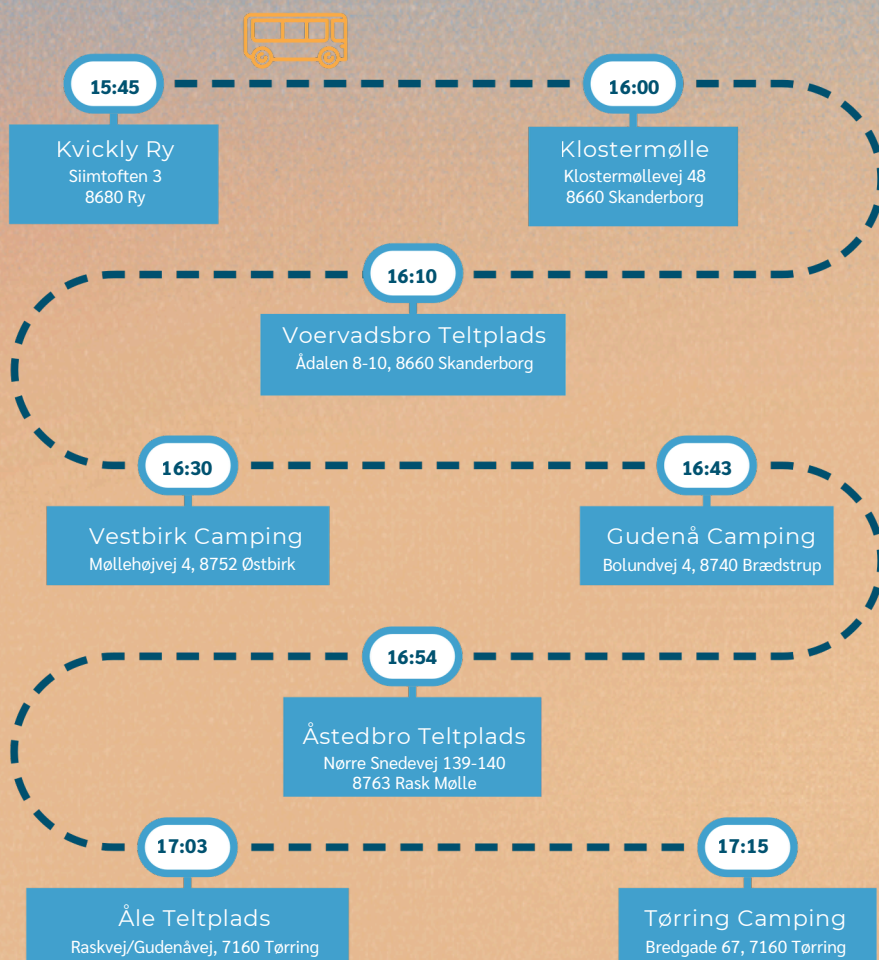 15:45
Kvickly Ry
Siimtoften 3
8680 Ry
16:00
Klostermølle
Klostermøllevej 48
8660 Skanderborg
16:10
Voervadsbro Teltplads
Ådalen 8-10, 8660 Skanderborg
16:30
Vestbirk Camping
Møllehøjvej 4, 8752 Østbirk
16:43
Gudenå Camping
Bolundvej 4, 8740 Brædstrup
16:54
Åstedbro Teltplads
Nørre Snedevej 139-140
8763 Rask Mølle
17:03
Åle Teltplads
Raskvej/Gudenåvej, 7160 Tørring
17:15
Tørring Camping
Bredgade 67, 7160 Tørring